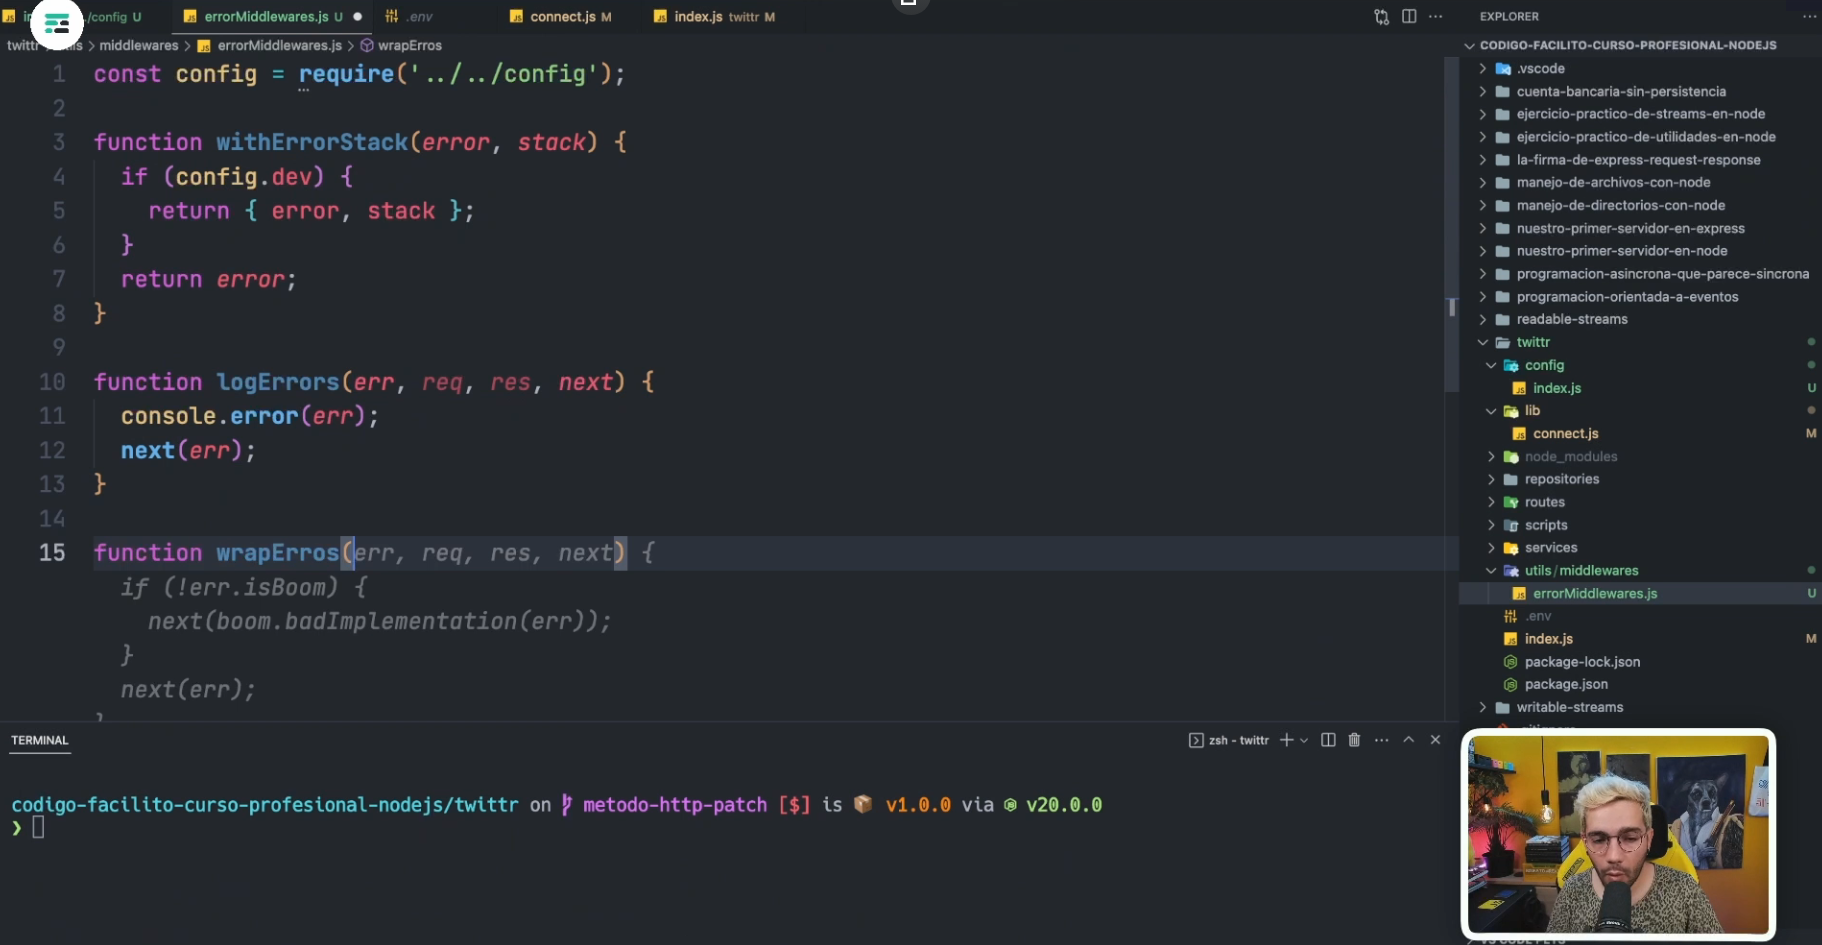 ./config U
errorMiddlewares.js U
.env
connect.js M
index.js twittr M
EXPLORER
twittr
middlewares > errorMiddlewares.js > wrapErros
CODIGO-FACILITO-CURSO-PROFESIONAL-NODEJS
1 const config = require('../../config');
2
3 function withErrorStack(error, stack) {
4 if (config.dev) {
5 return { error, stack };
6 }
7 return error;
8 }
9
10 function logErrors(err, req, res, next) {
11 console.error(err);
12 next(err);
13 }
14
15 function wrapErros(err, req, res, next) {
if (!err.isBoom) {
next(boom.badImplementation(err));
}
next(err);
.vscode
cuenta-bancaria-sin-persistencia
ejercicio-practico-de-streams-en-node
ejercicio-practico-de-utilidades-en-node
la-firma-de-express-request-response
manejo-de-archivos-con-node
manejo-de-directorios-con-node
nuestro-primer-servidor-en-express
nuestro-primer-servidor-en-node
programacion-asincrona-que-parece-sincrona
programacion-orientada-a-eventos
readable-streams
twittr
config
index.js U
lib
connect.js M
node_modules
repositories
routes
scripts
services
utils/middlewares
errorMiddlewares.js U
.env
index.js M
package-lock.json
package.json
writable-streams
TERMINAL
zsh - twittr
codigo-facilito-curso-profesional-nodejs/twittr on metodo-http-patch [$] is v1.0.0 via v20.0.0
❯